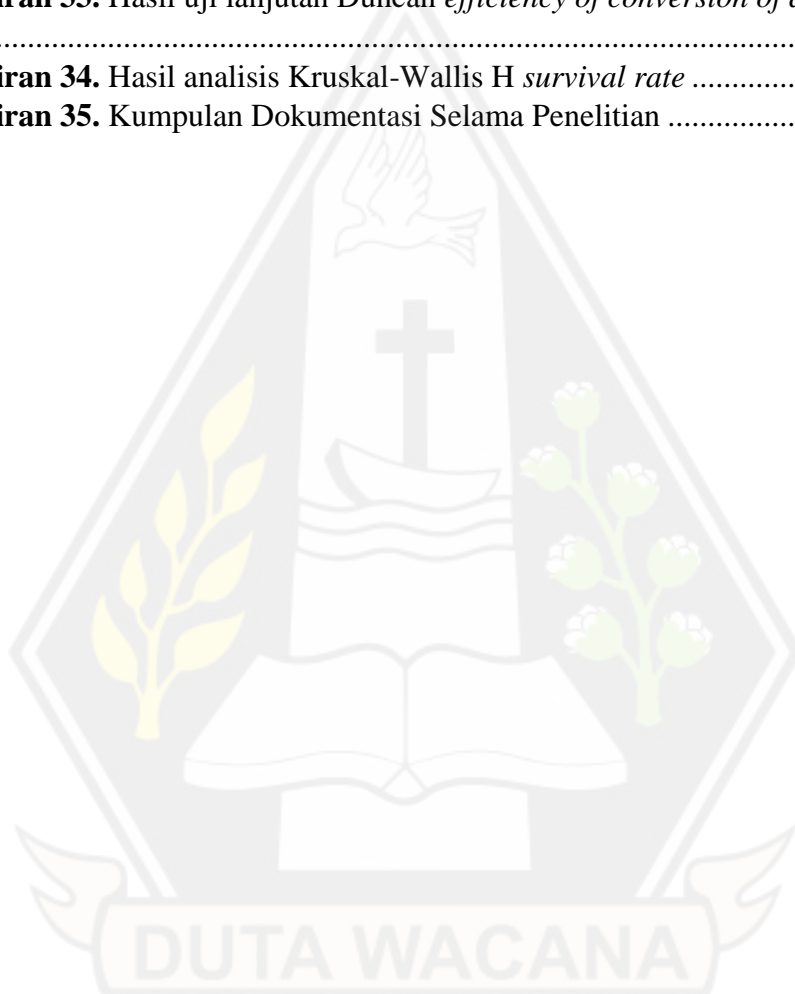 iran 33. Hasil uji lanjutan Duncan efficiency of conversion of
....................................................................................................
iran 34. Hasil analisis Kruskal-Wallis H survival rate .............
iran 35. Kumpulan Dokumentasi Selama Penelitian ................
DUTA WACANA